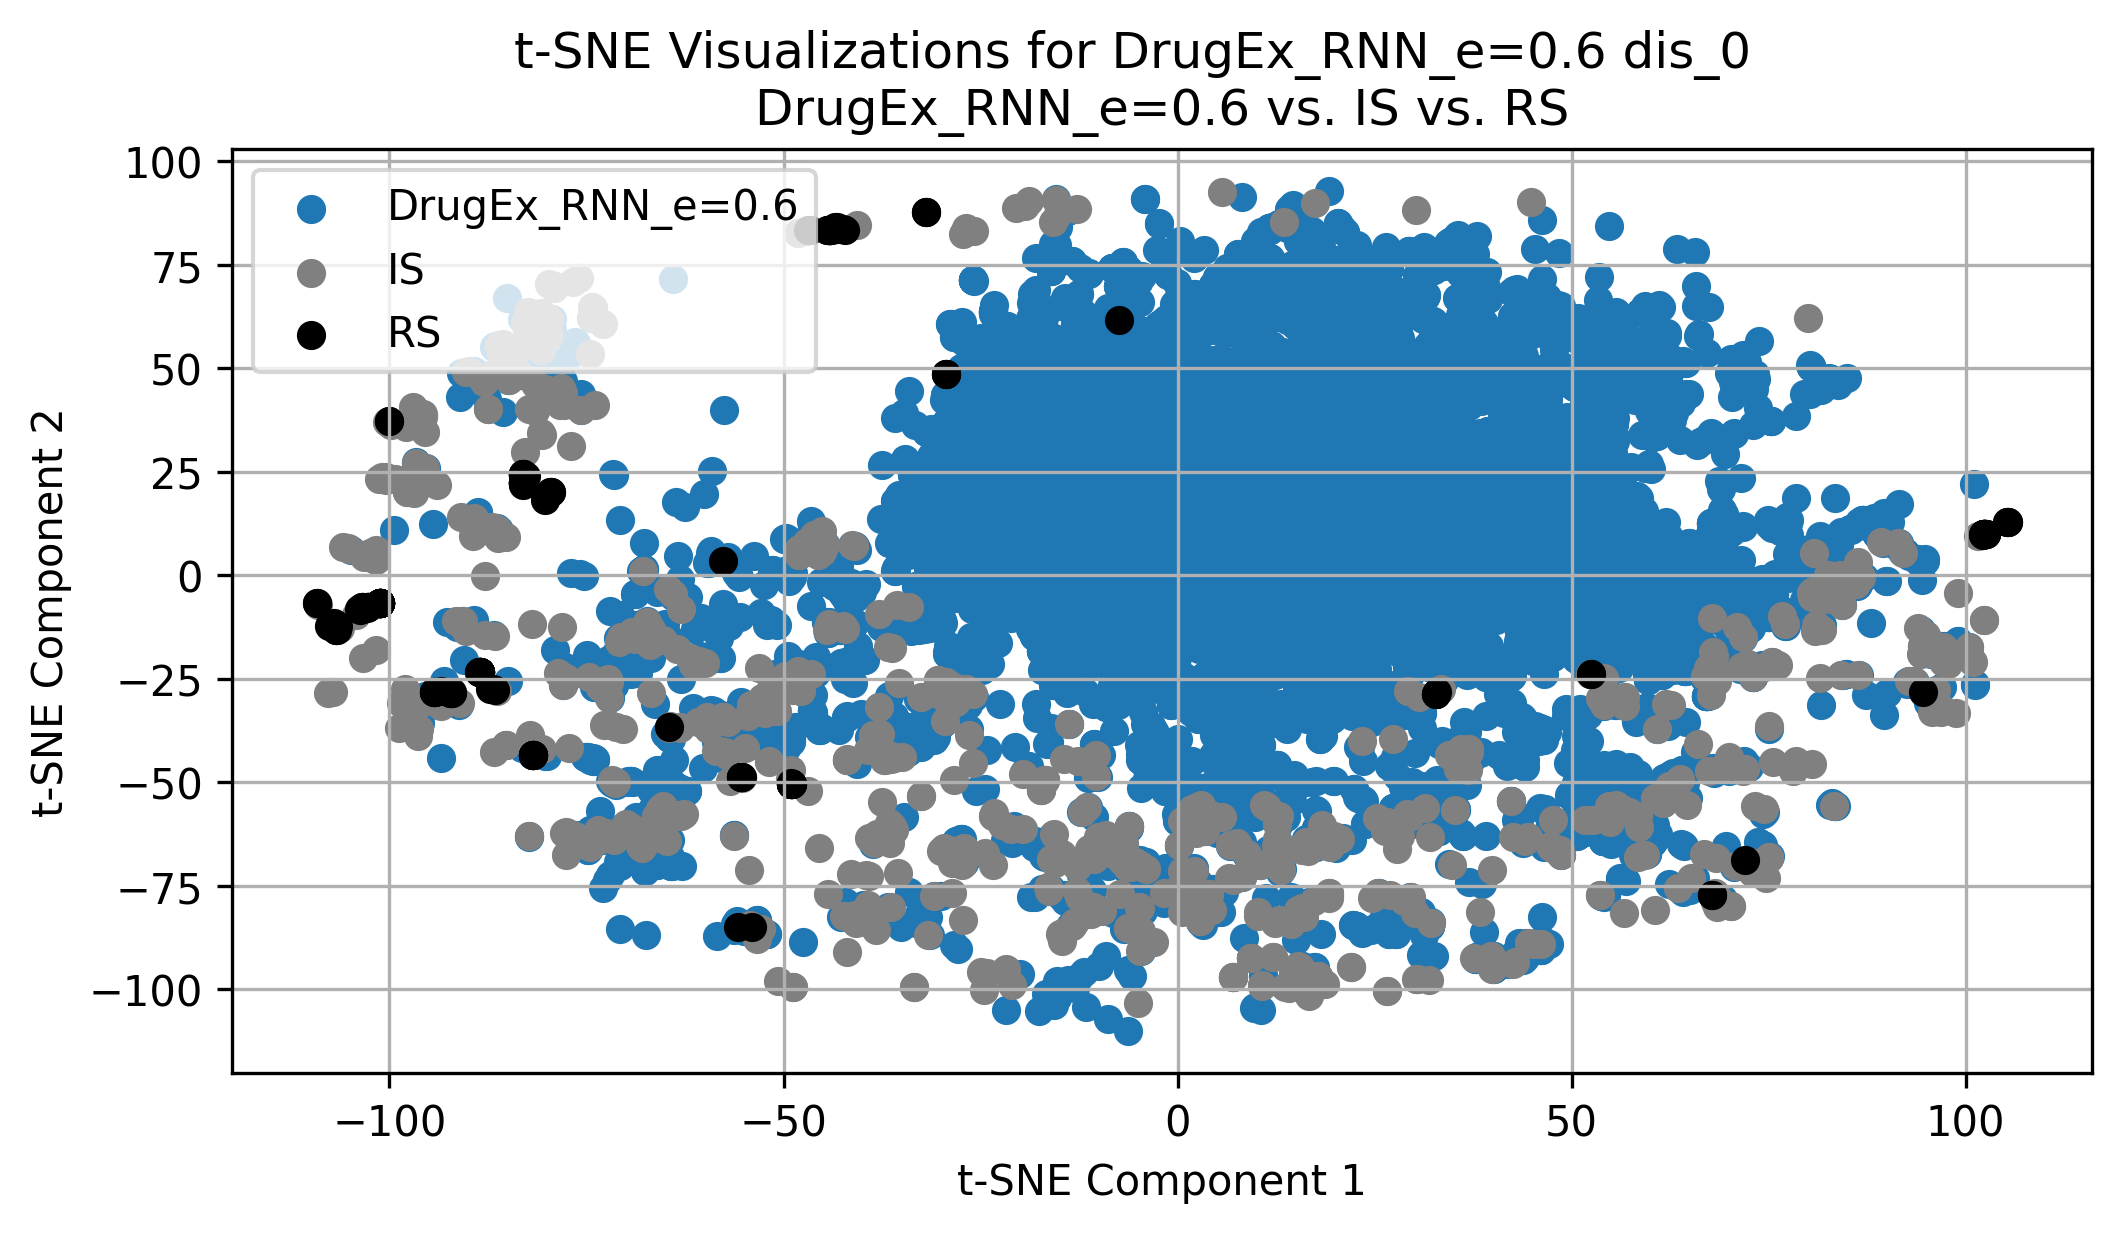 t-SNE Visualizations for DrugEx_RNN_e=0.6 dis_0
DrugEx_RNN_e=0.6 vs. IS vs. RS
DrugEx_RNN_e=0.6
IS
RS
100
75
50
25
0
−25
−50
−75
−100
t-SNE Component 2
−100
−50
0
50
100
t-SNE Component 1